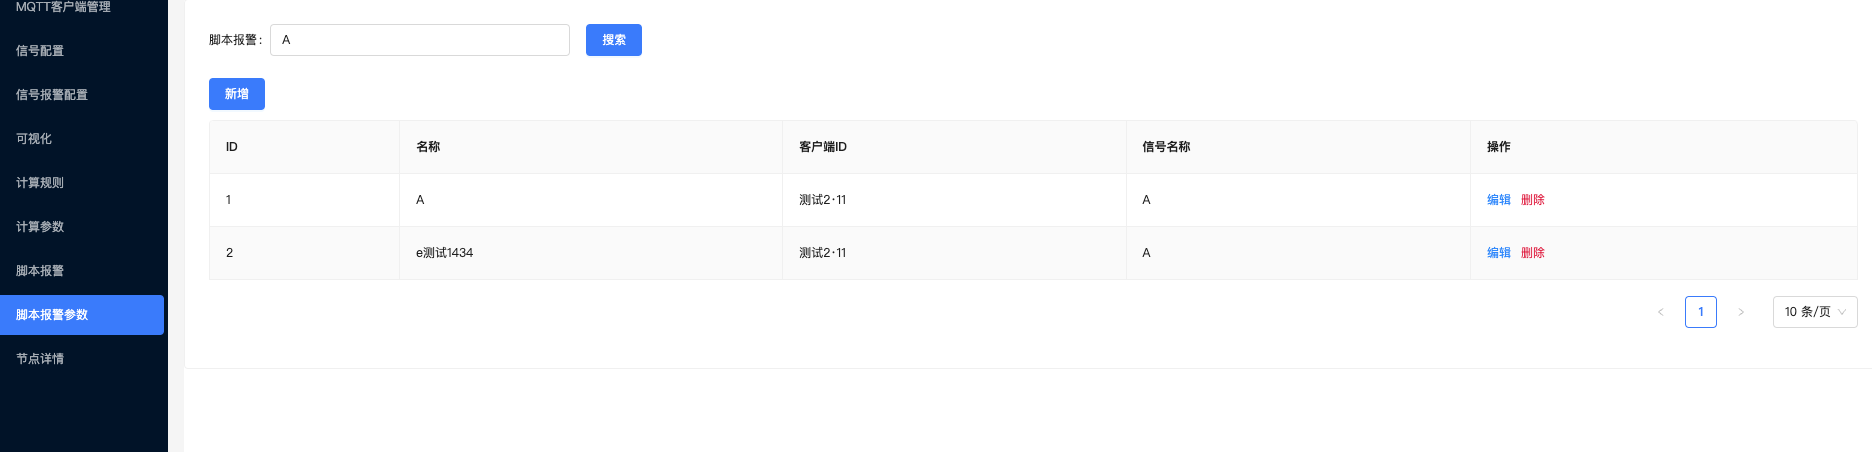 MQTT客户端管理
信号配置
信号报警配置
可视化
计算规则
计算参数
脚本报警
脚本报警参数
节点详情
脚本报警: A 搜索
新增
ID 名称 客户端ID 信号名称 操作
1 A 测试2·11 A 编辑 删除
2 e测试1434 测试2·11 A 编辑 删除
< 1 > 10 条/页